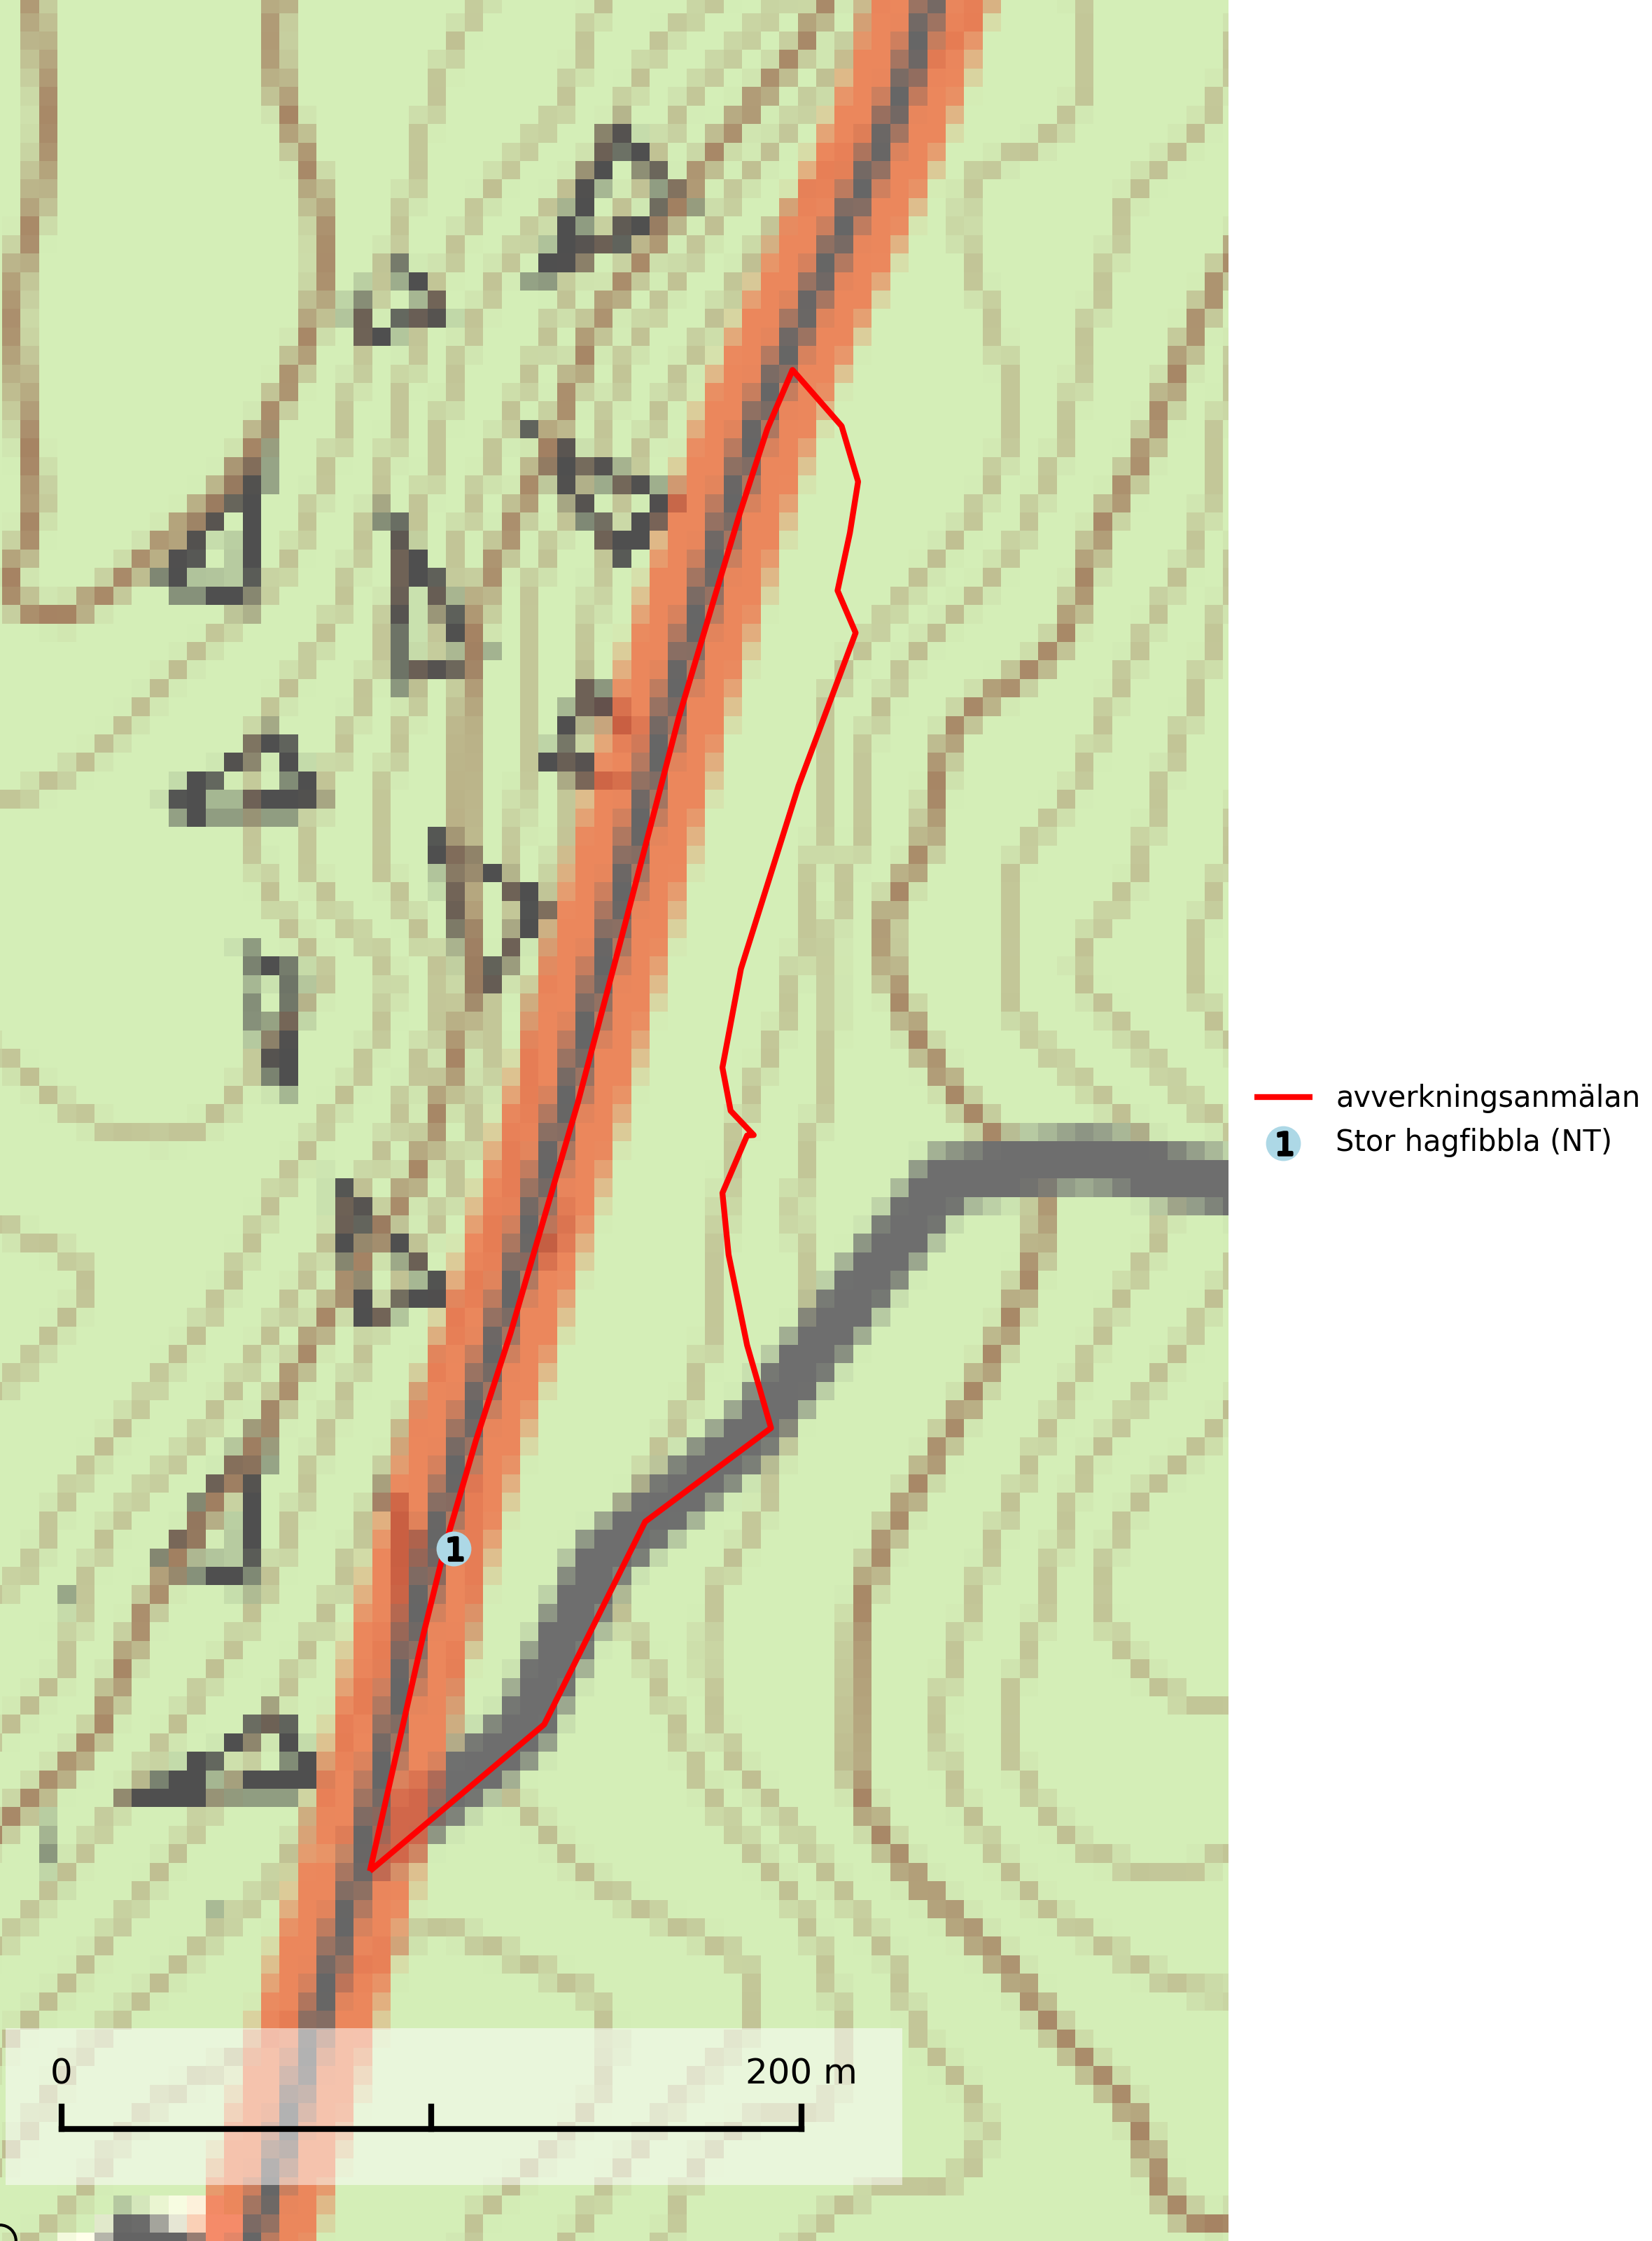 avverkningsanmälan
1 Stor hagfibbla (NT)
1
0 200 m